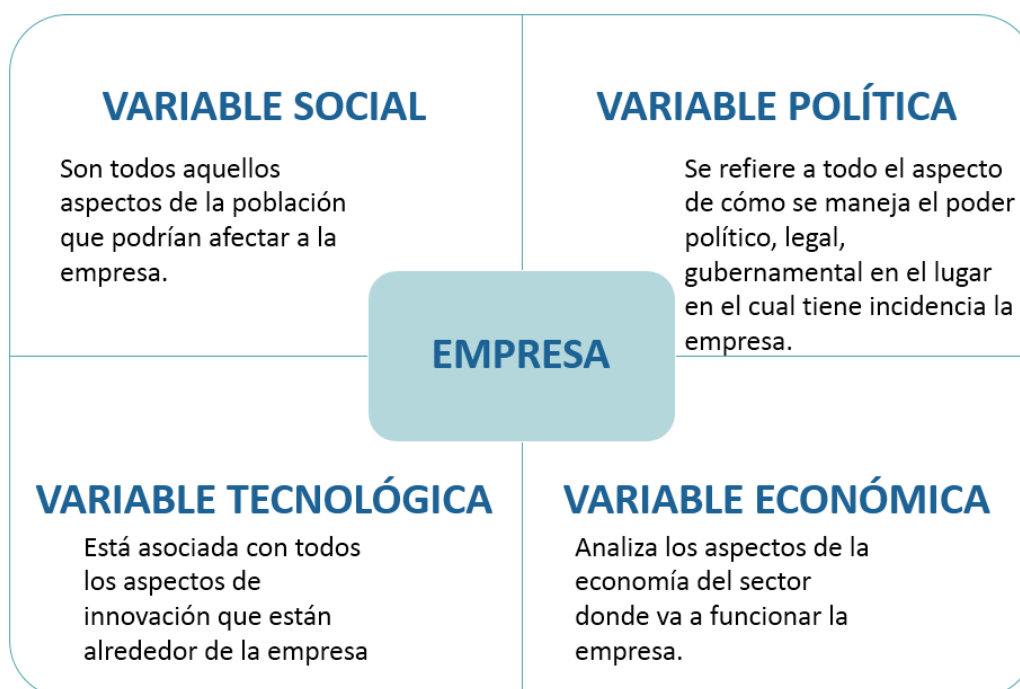 VARIABLE SOCIAL
Son todos aquellos
aspectos de la población
que podrían afectar a la
empresa.
VARIABLE POLÍTICA
Se refiere a todo el aspecto
de cómo se maneja el poder
político, legal,
gubernamental en el lugar
en el cual tiene incidencia la
empresa.
EMPRESA
VARIABLE TECNOLÓGICA
Está asociada con todos
los aspectos de
innovación que están
alrededor de la empresa
VARIABLE ECONÓMICA
Analiza los aspectos de la
economía del sector
donde va a funcionar la
empresa.